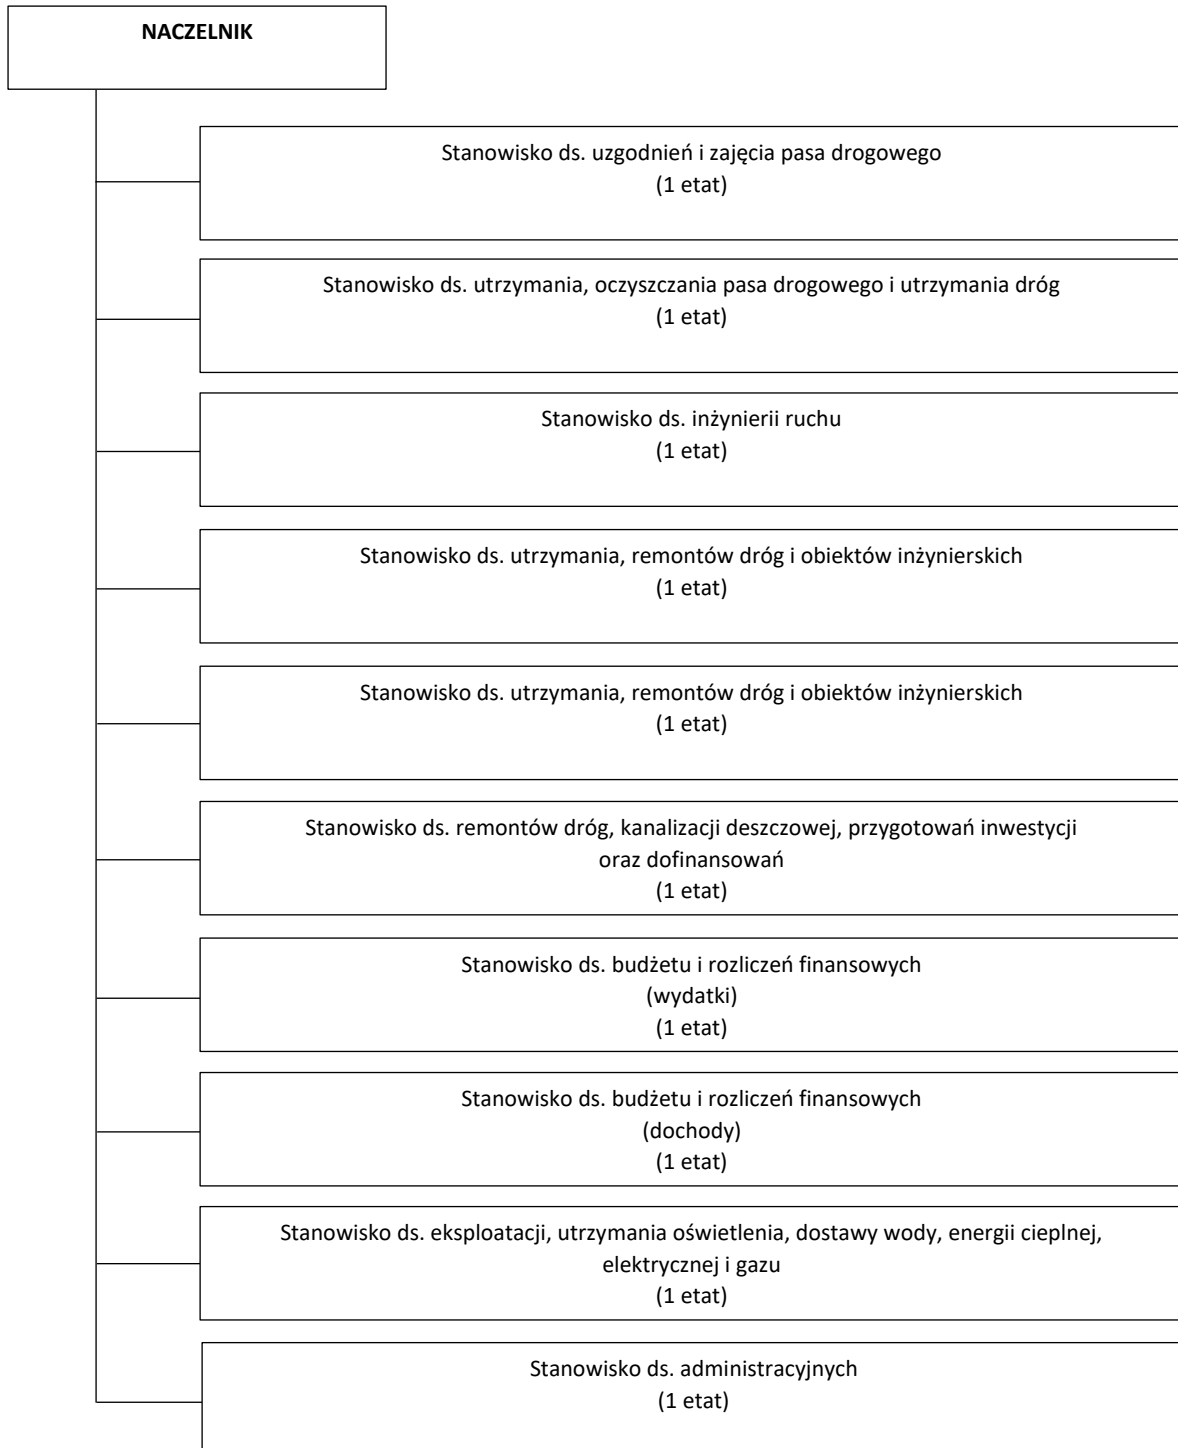 NACZELNIK
Stanowisko ds. uzgodnień i zajęcia pasa drogowego
(1 etat)
Stanowisko ds. utrzymania, oczyszczania pasa drogowego i utrzymania dróg
(1 etat)
Stanowisko ds. inżynierii ruchu
(1 etat)
Stanowisko ds. utrzymania, remontów dróg i obiektów inżynierskich
(1 etat)
Stanowisko ds. utrzymania, remontów dróg i obiektów inżynierskich
(1 etat)
Stanowisko ds. remontów dróg, kanalizacji deszczowej, przygotowań inwestycji
oraz dofinansowań
(1 etat)
Stanowisko ds. budżetu i rozliczeń finansowych
(wydatki)
(1 etat)
Stanowisko ds. budżetu i rozliczeń finansowych
(dochody)
(1 etat)
Stanowisko ds. eksploatacji, utrzymania oświetlenia, dostawy wody, energii cieplnej,
elektrycznej i gazu
(1 etat)
Stanowisko ds. administracyjnych
(1 etat)